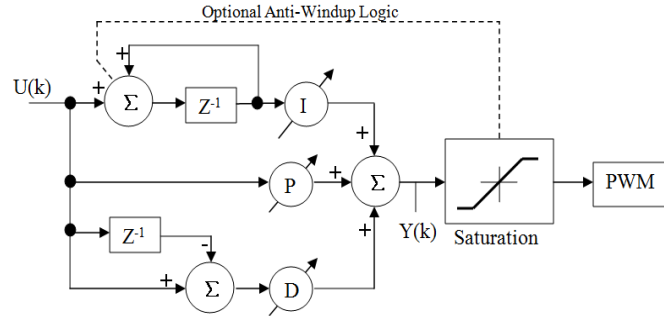 Optional Anti-Windup Logic
U(k)
+
+
Σ
Z-1
I
+
P
+
Σ
Y(k)
Saturation
PWM
Z-1
-
+
Σ
D
+